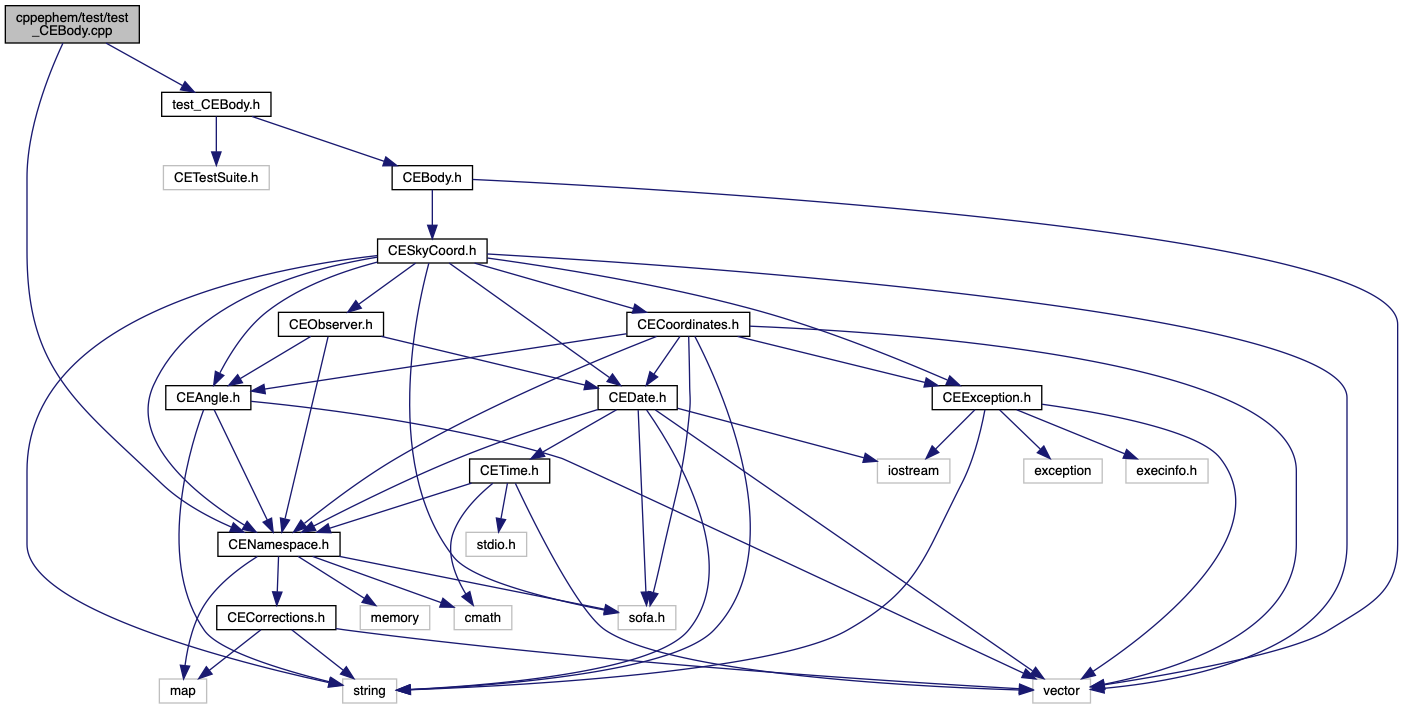 cppephem/test/test
_CEBody.cpp
test_CEBody.h
CETestSuite.h
CEBody.h
CESkyCoord.h
CEObserver.h
CECoordinates.h
CEAngle.h
CEDate.h
CEException.h
CETime.h
iostream
exception
execinfo.h
stdio.h
CENamespace.h
CECorrections.h
memory
cmath
sofa.h
map
string
vector